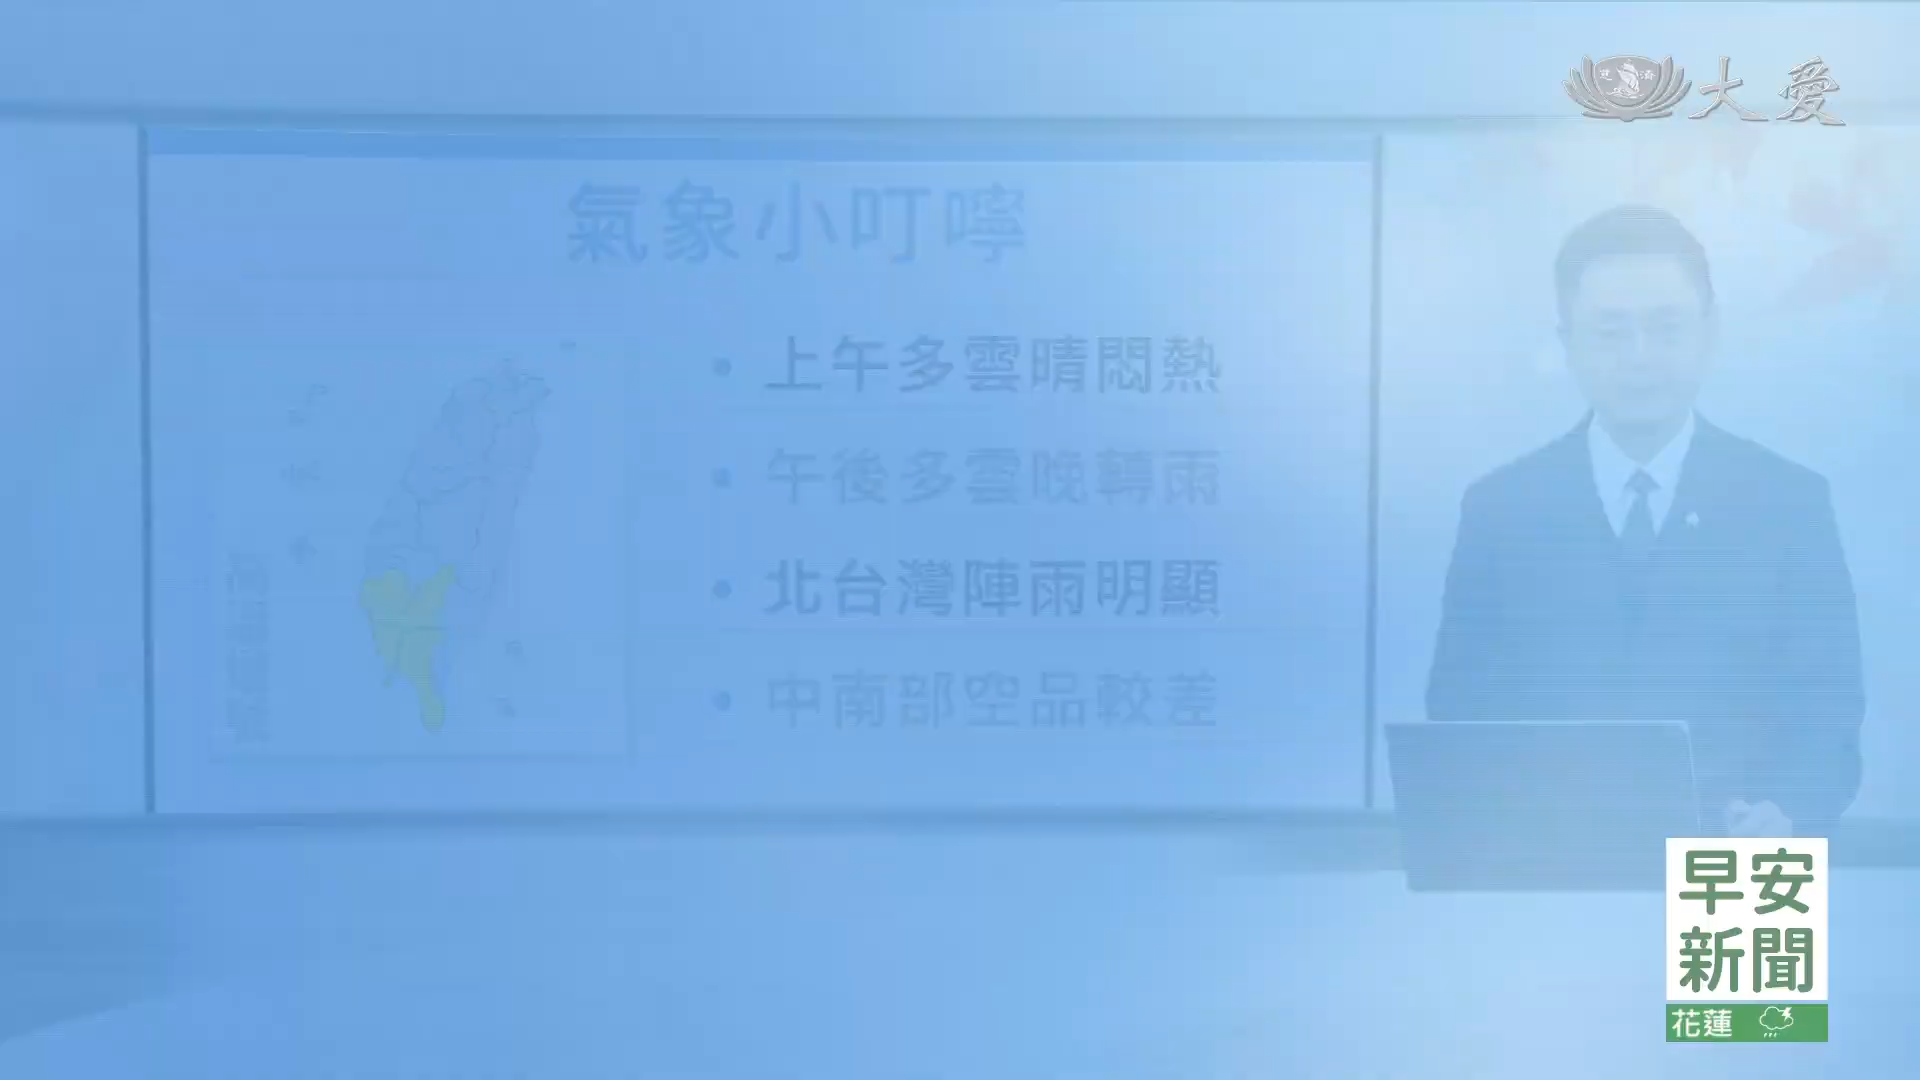 大愛
氣象小叮嚀
• 上午多雲晴悶熱
• 午後多雲晚轉雨
• 北台灣陣雨明顯
• 中南部空品較差
早安
新聞
花蓮